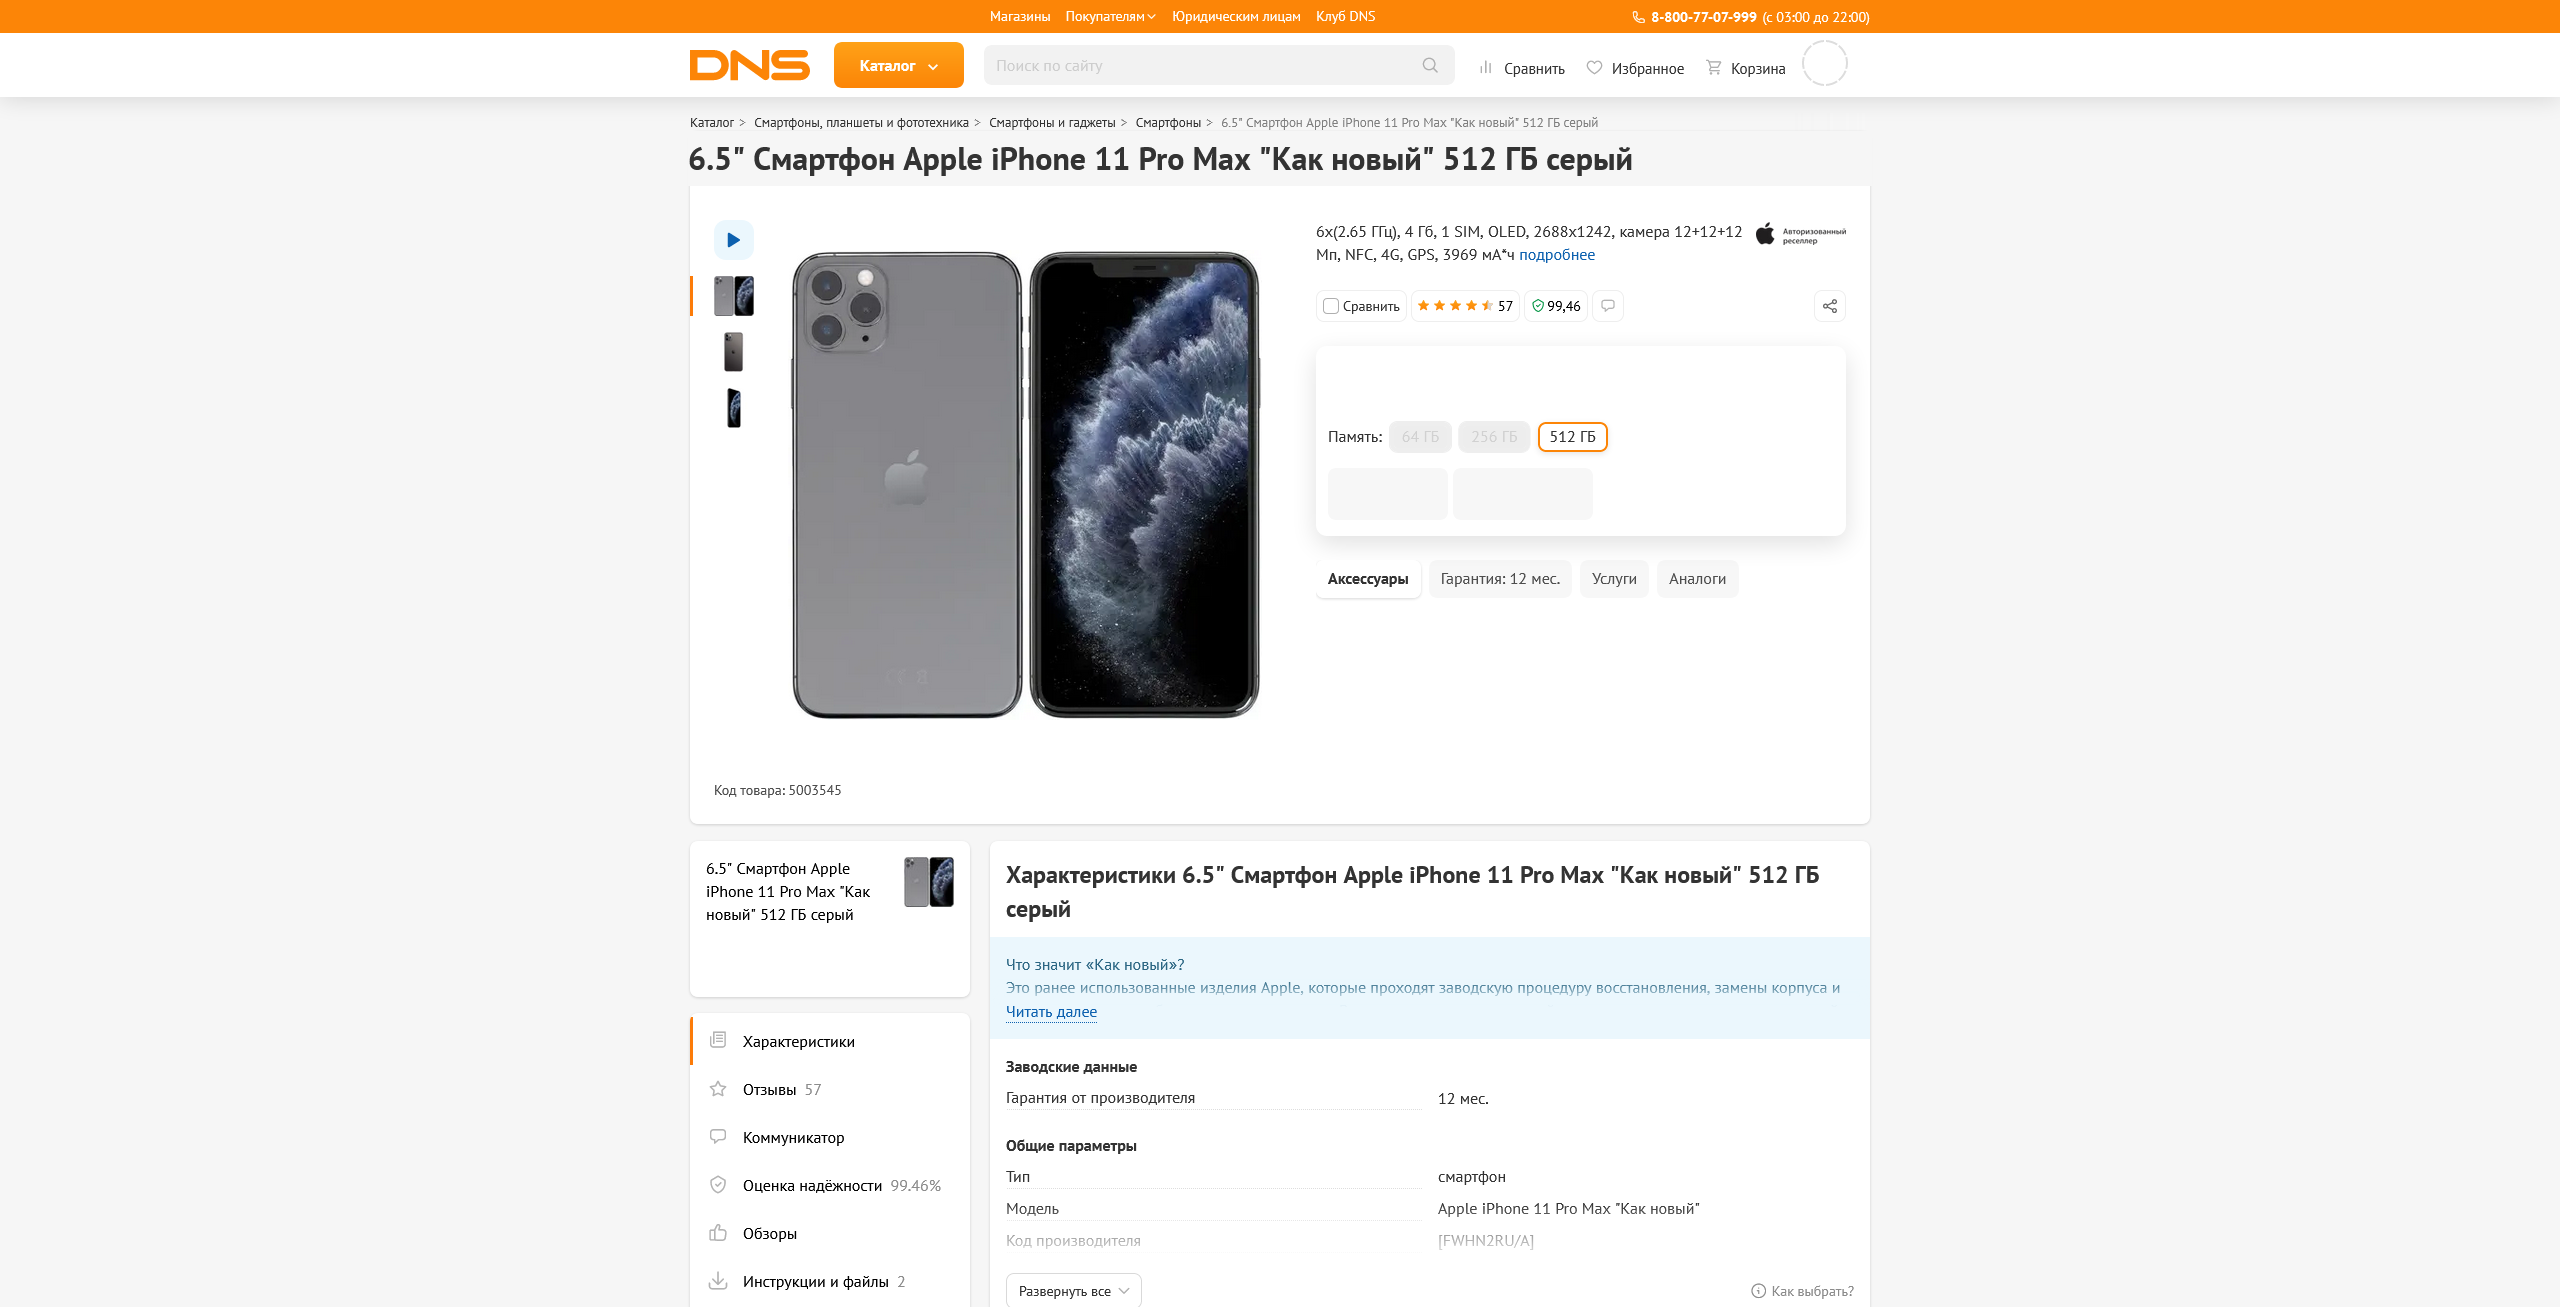 Магазины Покупателям Юридическим лицам Клуб DNS 8-800-77-07-999 (с 03:00 до 22:00)
DNS Каталог Поиск по сайту Сравнить Избранное Корзина
Каталог > Смартфоны, планшеты и фототехника > Смартфоны и гаджеты > Смартфоны > 6.5" Смартфон Apple iPhone 11 Pro Max "Как новый" 512 ГБ серый
6.5" Смартфон Apple iPhone 11 Pro Max "Как новый" 512 ГБ серый
6x(2.65 ГГц), 4 Гб, 1 SIM, OLED, 2688x1242, камера 12+12+12
Мп, NFC, 4G, GPS, 3969 мА*ч подробнее
Авторизованный
реселлер
Сравнить 57 99,46
Память: 64 ГБ 256 ГБ 512 ГБ
Аксессуары Гарантия: 12 мес. Услуги Аналоги
Код товара: 5003545
6.5" Смартфон Apple
iPhone 11 Pro Max "Как
новый" 512 ГБ серый
Характеристики
Отзывы 57
Коммуникатор
Оценка надёжности 99.46%
Обзоры
Инструкции и файлы 2
Характеристики 6.5" Смартфон Apple iPhone 11 Pro Max "Как новый" 512 ГБ
серый
Что значит «Как новый»?
Это ранее использованные изделия Apple, которые проходят заводскую процедуру восстановления, замены корпуса и
Читать далее
Заводские данные
Гарантия от производителя 12 мес.
Общие параметры
Тип смартфон
Модель Apple iPhone 11 Pro Max "Как новый"
Код производителя [FWHN2RU/A]
Развернуть все Как выбрать?